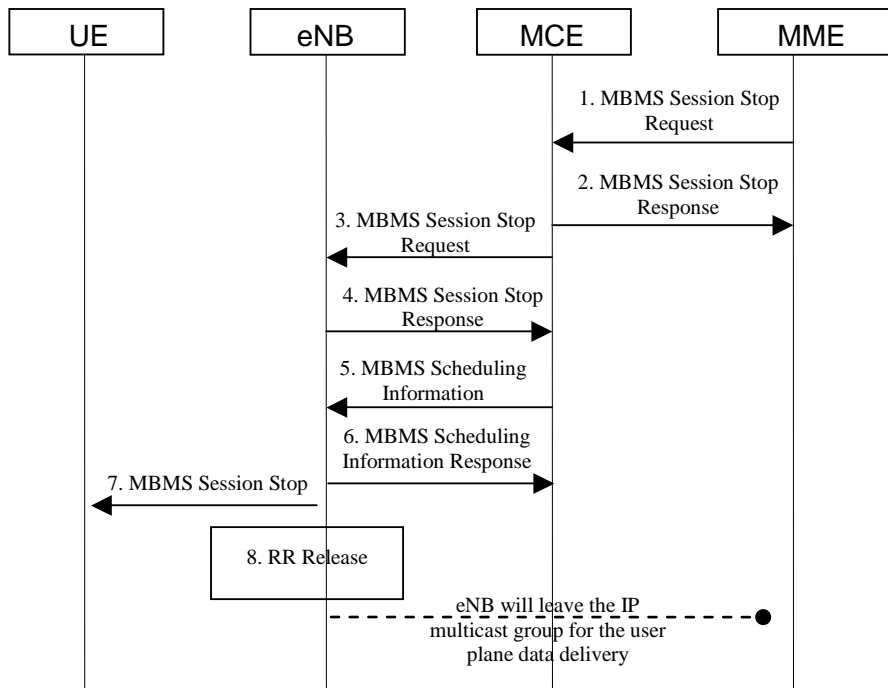 UE
eNB
MCE
MME
1. MBMS Session Stop
Request
2. MBMS Session Stop
Response
3. MBMS Session Stop
Request
4. MBMS Session Stop
Response
5. MBMS Scheduling
Information
6. MBMS Scheduling
Information Response
7. MBMS Session Stop
8. RR Release
eNB will leave the IP
multicast group for the user
plane data delivery